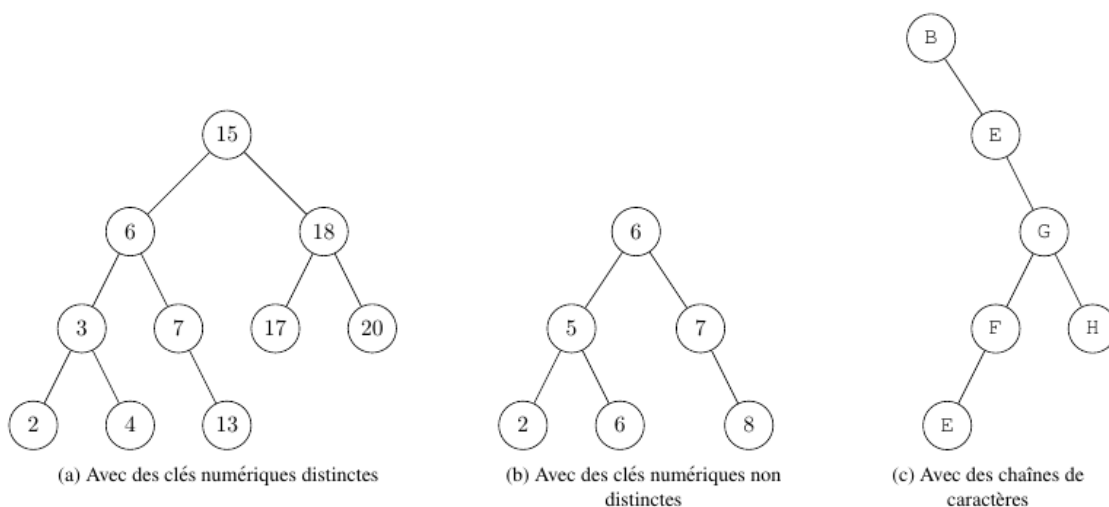 B
15
E
6
18
6
G
3
7
17
20
5
7
F
H
2
4
13
2
6
8
E
(a) Avec des clés numériques distinctes
(b) Avec des clés numériques non
distinctes
(c) Avec des chaînes de
caractères